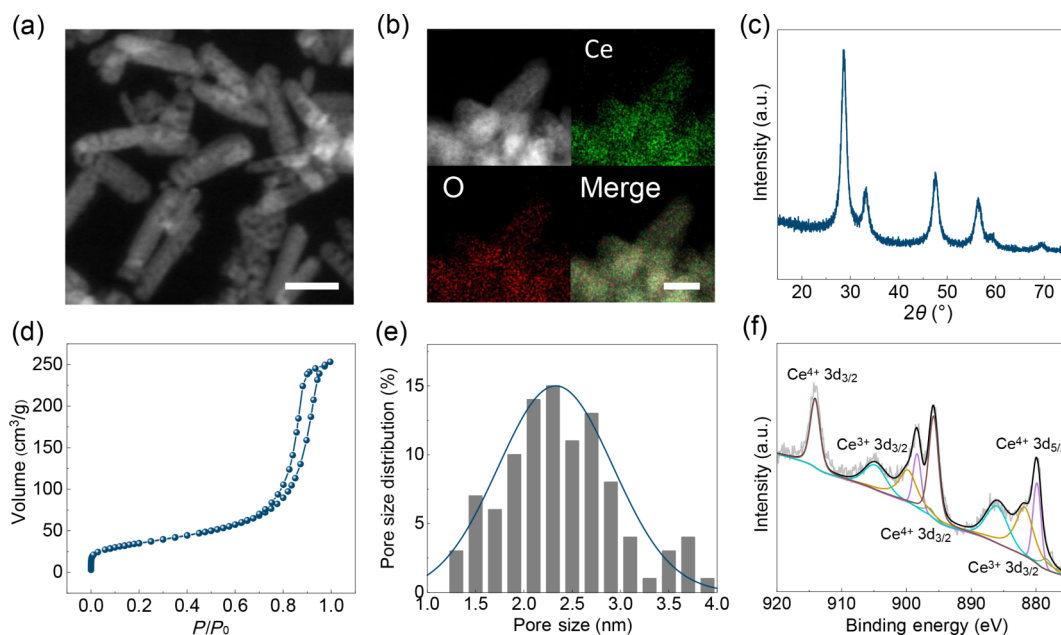 (a)
(b)
Ce
O
Merge
(c)
Intensity (a.u.)
20 30 40 50 60 70
2θ (°)
(d)
Volume (cm³/g)
250
200
150
100
50
0
0.0 0.2 0.4 0.6 0.8 1.0
P/P₀
(e)
Pore size distribution (%)
15
10
5
0
1.0 1.5 2.0 2.5 3.0 3.5 4.0
Pore size (nm)
(f)
Intensity (a.u.)
Ce⁴⁺ 3d₃/₂
Ce³⁺ 3d₃/₂
Ce⁴⁺ 3d₅/
Ce⁴⁺ 3d₃/₂
Ce³⁺ 3d₃/₂
920 900 890 880
Binding energy (eV)